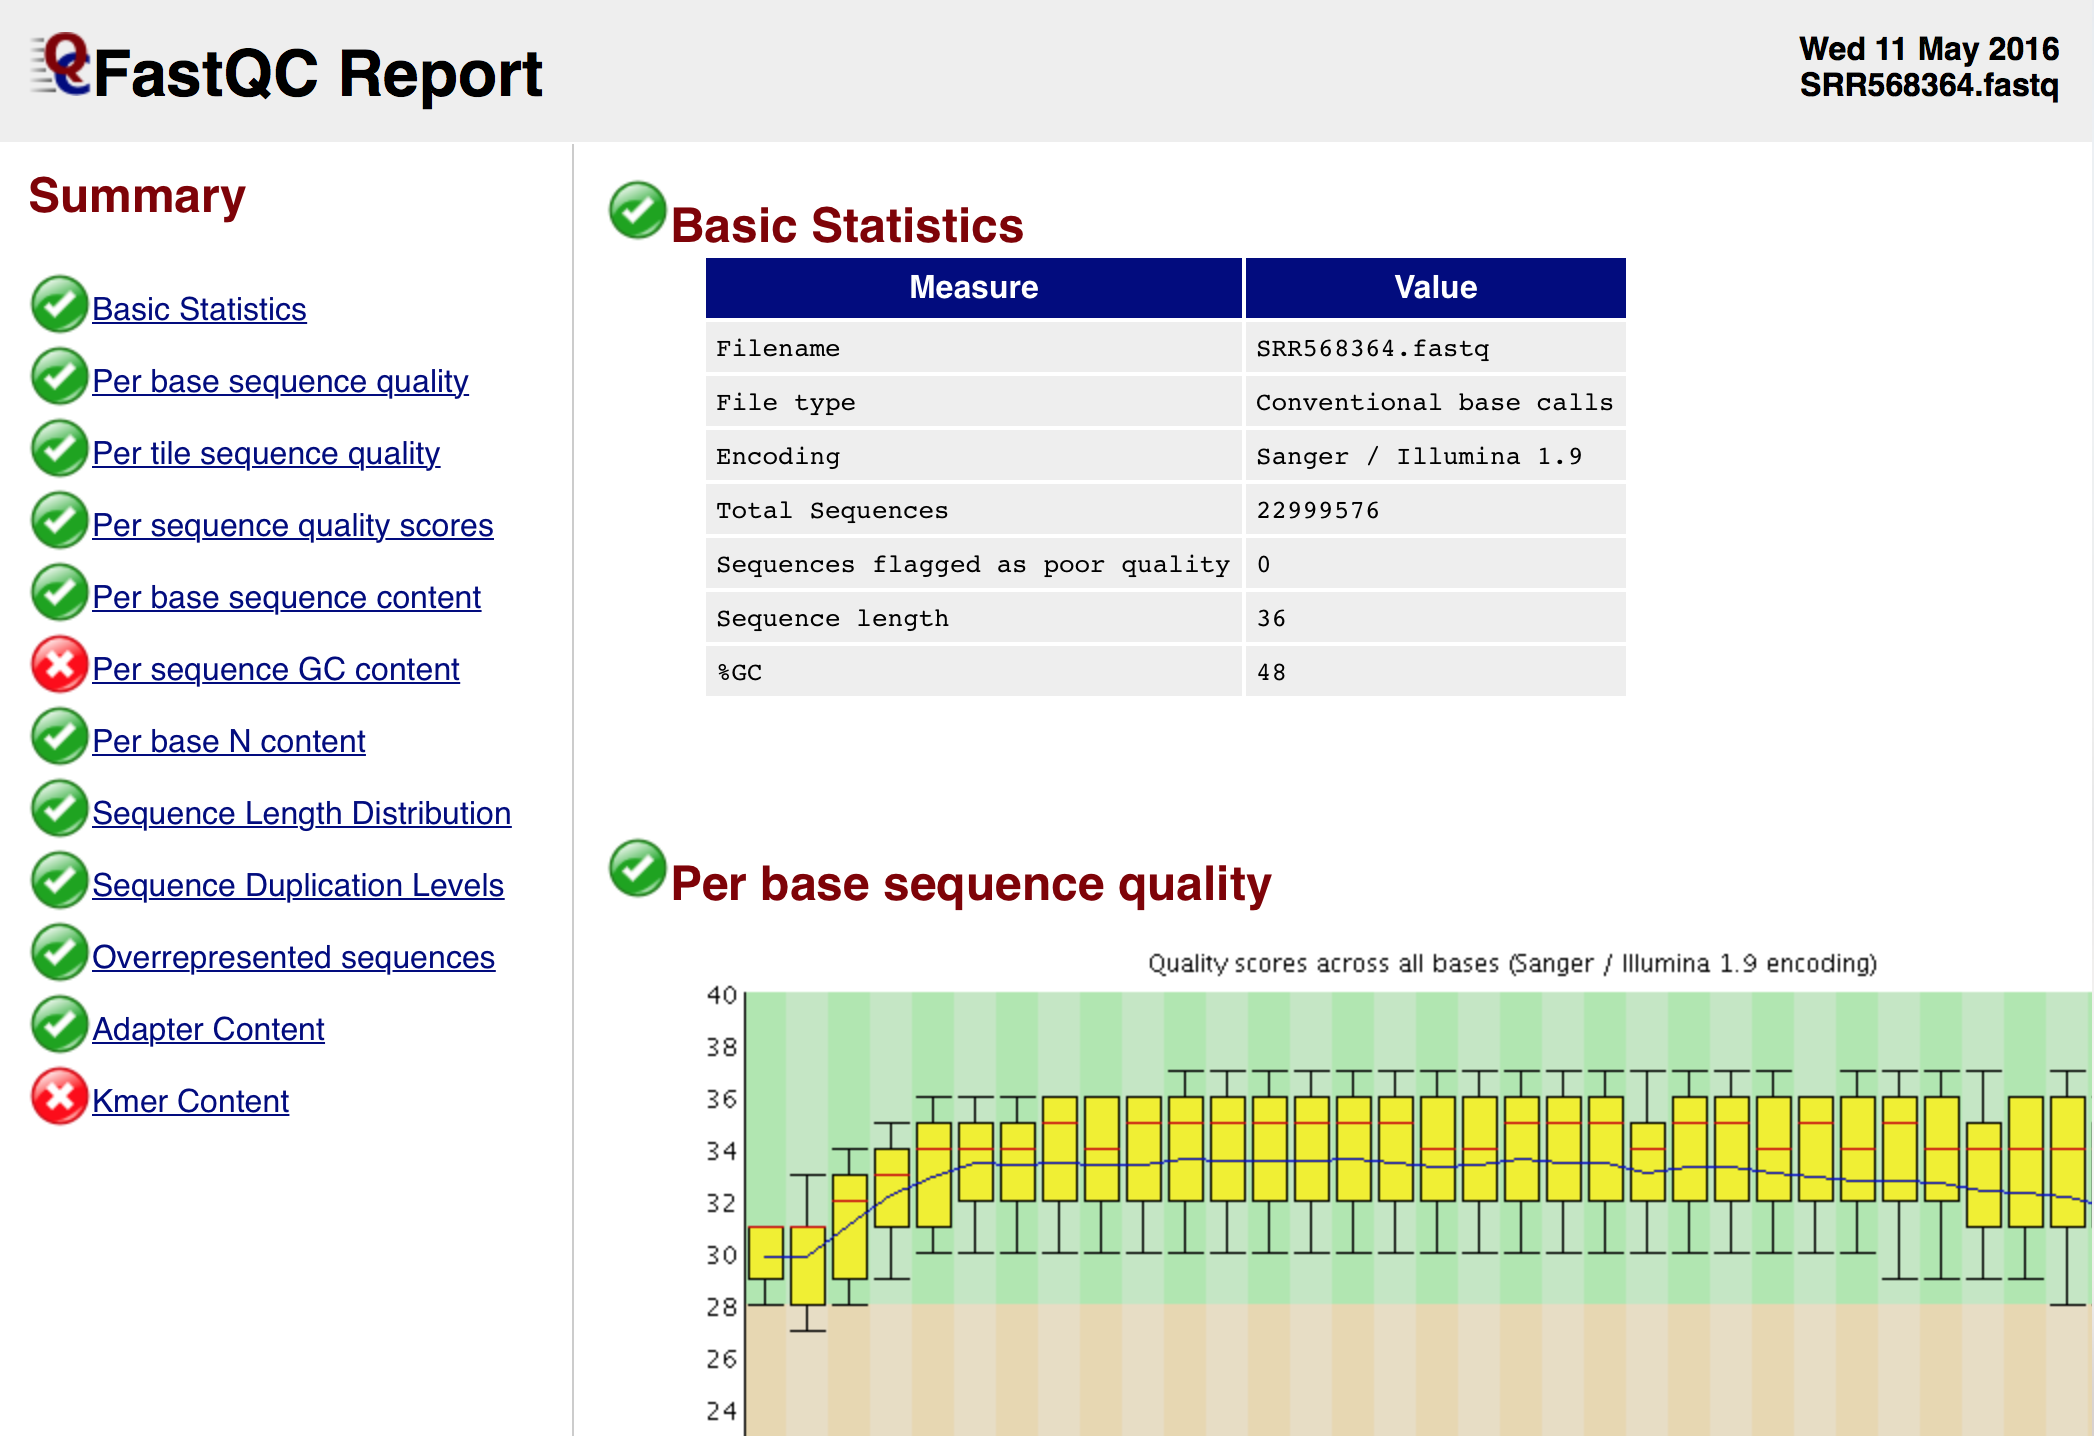 FastQC Report
Wed 11 May 2016
SRR568364.fastq
Summary
Basic Statistics
Per base sequence quality
Per tile sequence quality
Per sequence quality scores
Per base sequence content
Per sequence GC content
Per base N content
Sequence Length Distribution
Sequence Duplication Levels
Overrepresented sequences
Adapter Content
Kmer Content
Basic Statistics
Measure Value
Filename SRR568364.fastq
File type Conventional base calls
Encoding Sanger / Illumina 1.9
Total Sequences 22999576
Sequences flagged as poor quality 0
Sequence length 36
%GC 48
Per base sequence quality
Quality scores across all bases (Sanger / Illumina 1.9 encoding)
40
38
36
34
32
30
28
26
24